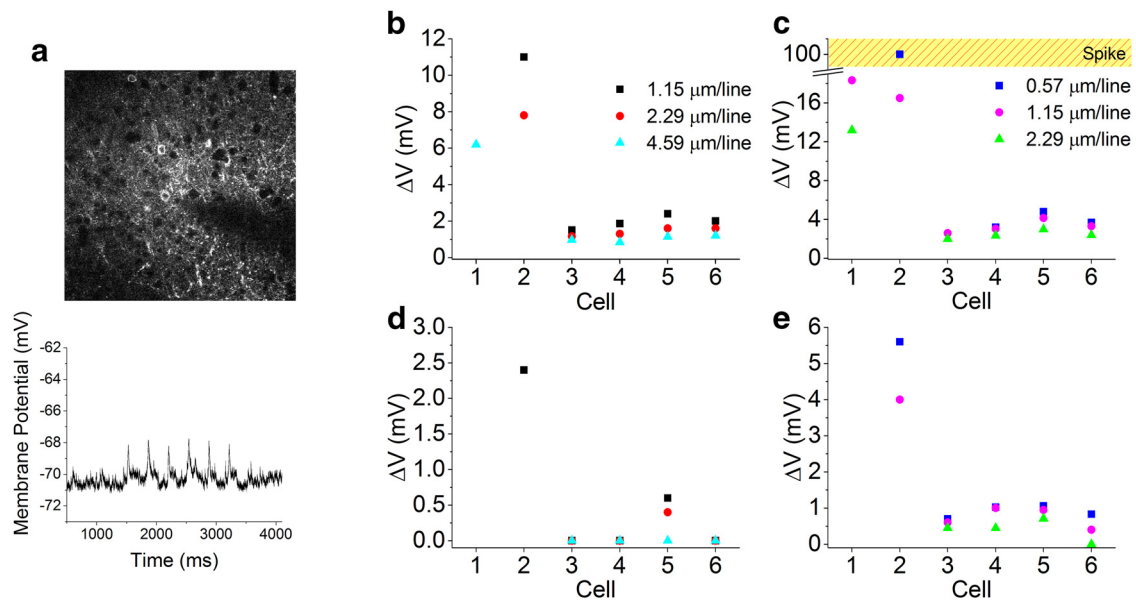 a
Membrane Potential (mV)
-62
-64
-66
-68
-70
-72
1000 2000 3000 4000
Time (ms)
b
ΔV (mV)
12
10
8
6
4
2
0
1.15 μm/line
2.29 μm/line
4.59 μm/line
1 2 3 4 5 6
Cell
c
ΔV (mV)
100
16
12
8
4
0
Spike
0.57 μm/line
1.15 μm/line
2.29 μm/line
1 2 3 4 5 6
Cell
d
ΔV (mV)
3.0
2.5
2.0
1.5
1.0
0.5
0.0
1 2 3 4 5 6
Cell
e
ΔV (mV)
6
5
4
3
2
1
0
1 2 3 4 5 6
Cell